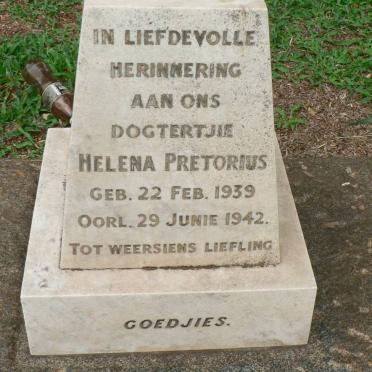 IN LIEFDEVOLLE
HERINNERING
AAN ONS
DOGTERTJIE
HELENA PRETORIUS
GEB. 22 FEB. 1939
OORL. 29 JUNIE 1942.
TOT WEERSIENS LIEFLING
GOEDJIES.